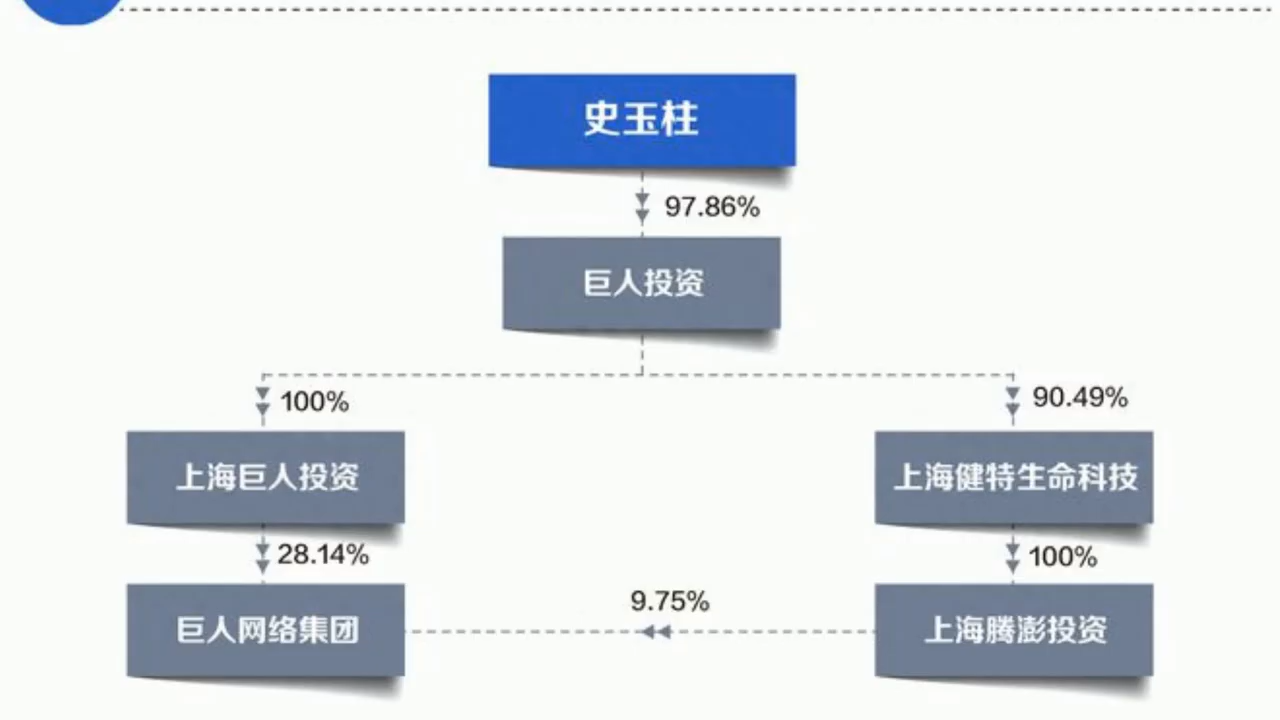 史玉柱
97.86%
巨人投资
100%
90.49%
上海巨人投资
上海健特生命科技
28.14%
100%
巨人网络集团
9.75%
上海腾澎投资